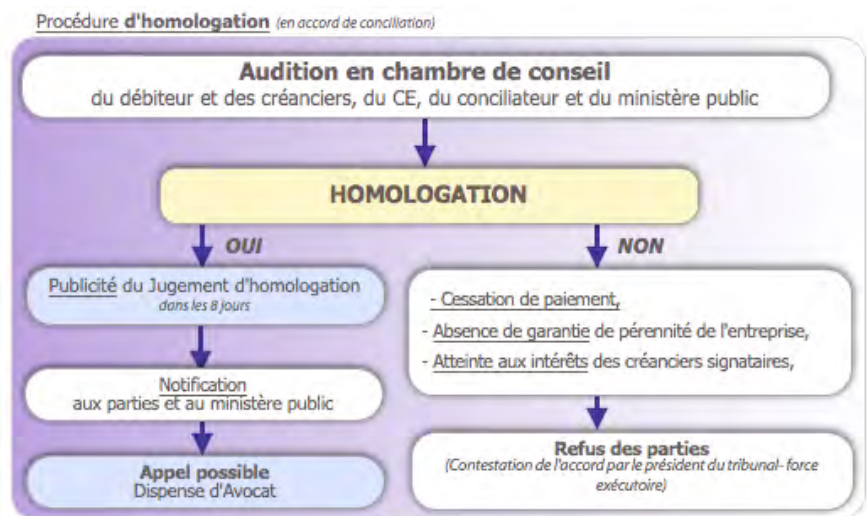 Procédure d'homologation (en accord de conciliation)
Audition en chambre de conseil
du débiteur et des créanciers, du CE, du conciliateur et du ministère public
HOMOLOGATION
OUI
Publicité du Jugement d'homologation
dans les 8 jours
Notification
aux parties et au ministère public
Appel possible
Dispense d'Avocat
NON
- Cessation de paiement,
- Absence de garantie de pérennité de l'entreprise,
- Atteinte aux intérêts des créanciers signataires,
Refus des parties
(Contestation de l'accord par le président du tribunal- force
exécutoire)